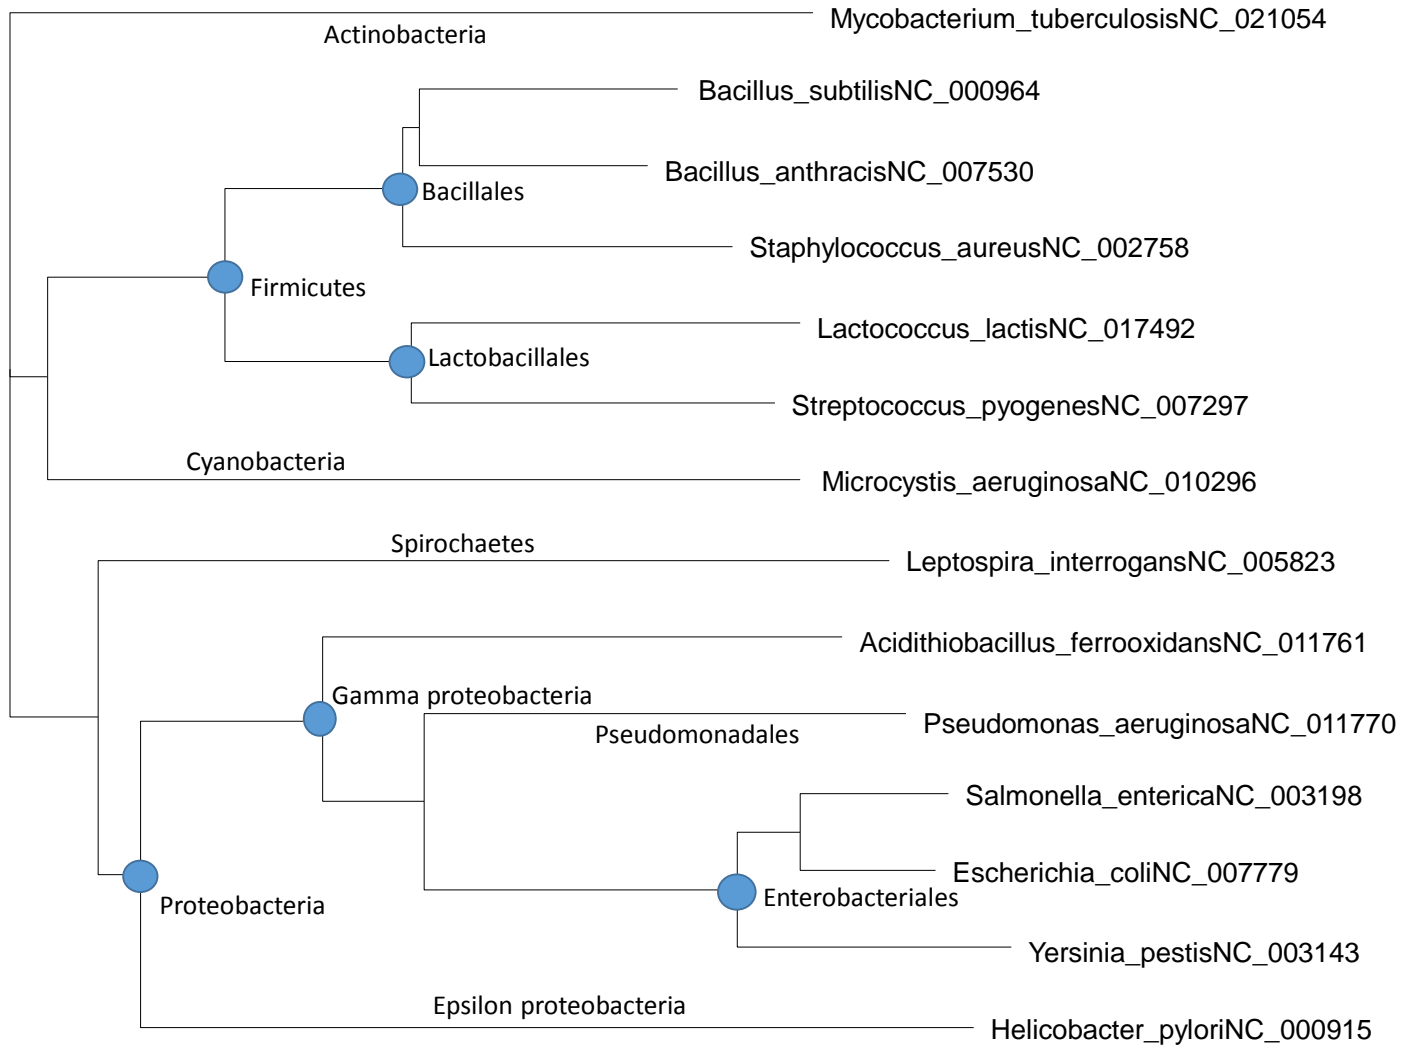 Mycobacterium_tuberculosisNC_021054
Actinobacteria
Bacillus_subtilisNC_000964
Bacillus_anthracisNC_007530
Bacillales
Staphylococcus_aureusNC_002758
Firmicutes
Lactococcus_lactisNC_017492
Lactobacillales
Streptococcus_pyogenesNC_007297
Cyanobacteria
Microcystis_aeruginosaNC_010296
Spirochaetes
Leptospira_interrogansNC_005823
Acidithiobacillus_ferrooxidansNC_011761
Gamma proteobacteria
Pseudomonas_aeruginosaNC_011770
Pseudomonadales
Salmonella_entericaNC_003198
Escherichia_coliNC_007779
Enterobacteriales
Proteobacteria
Yersinia_pestisNC_003143
Epsilon proteobacteria
Helicobacter_pyloriNC_000915